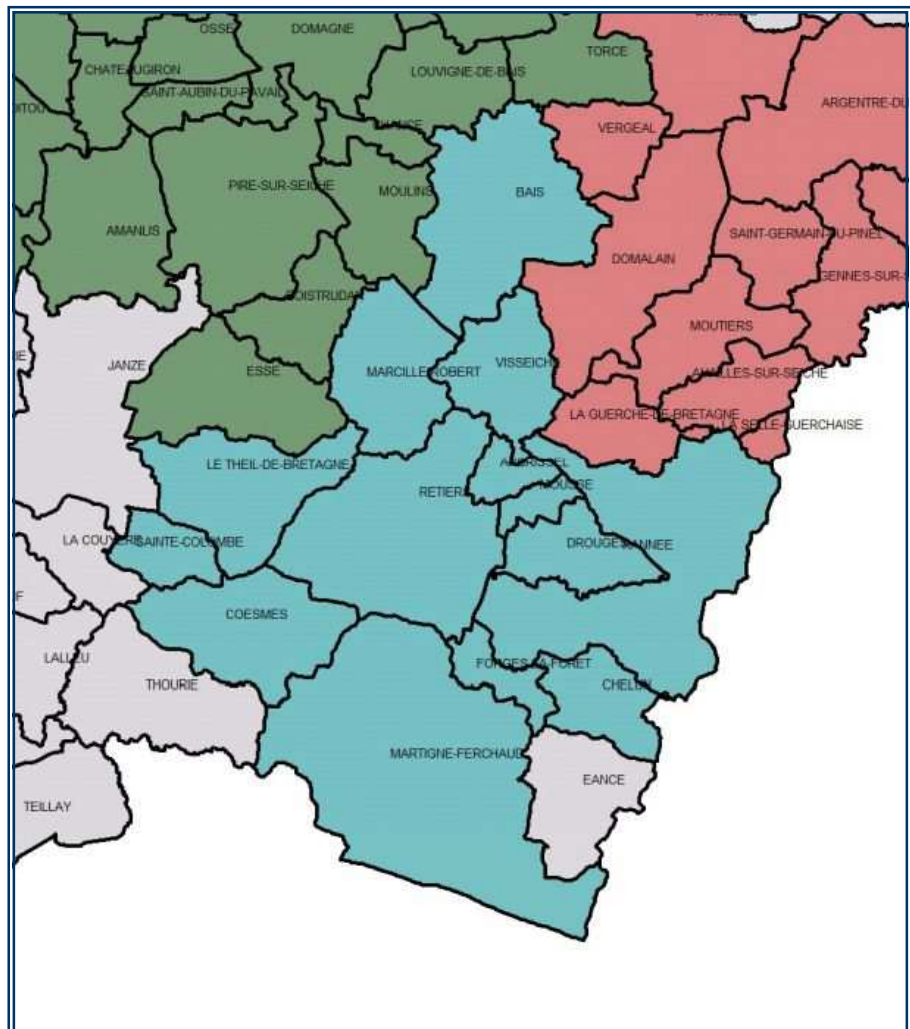 OSSE
DOMAGNE
TORCE
CHATEAUGIRON
LOUVIGNE-DE-BAIS
SAINT-AUBIN-DU-PAVAIL
ARGENTRE-DU
VERGEAL
PIRE-SUR-SEICHE
MOULINS
BAIS
AMANLIS
SAINT-GERMAIN-DU-PINEL
DOMALAIN
GENNES-SUR-S
BOISTRUDAN
MOUTIERS
JANZE
ESSE
MARCILLE-ROBERT
VISSEICHE
AVAILLES-SUR-SEICHE
LA GUERCHE-DE-BRETAGNE
LA SELLE-GUERCHAISE
LE THEIL-DE-BRETAGNE
ARBRISSEL
RETIERS
MOUSSE
LA COUYERE
SAINTE-COLOMBE
DROUGES
RANNEE
COESMES
LALLEU
FORGES-LA-FORET
THOURIE
CHELUN
MARTIGNE-FERCHAUD
EANCE
TEILLAY